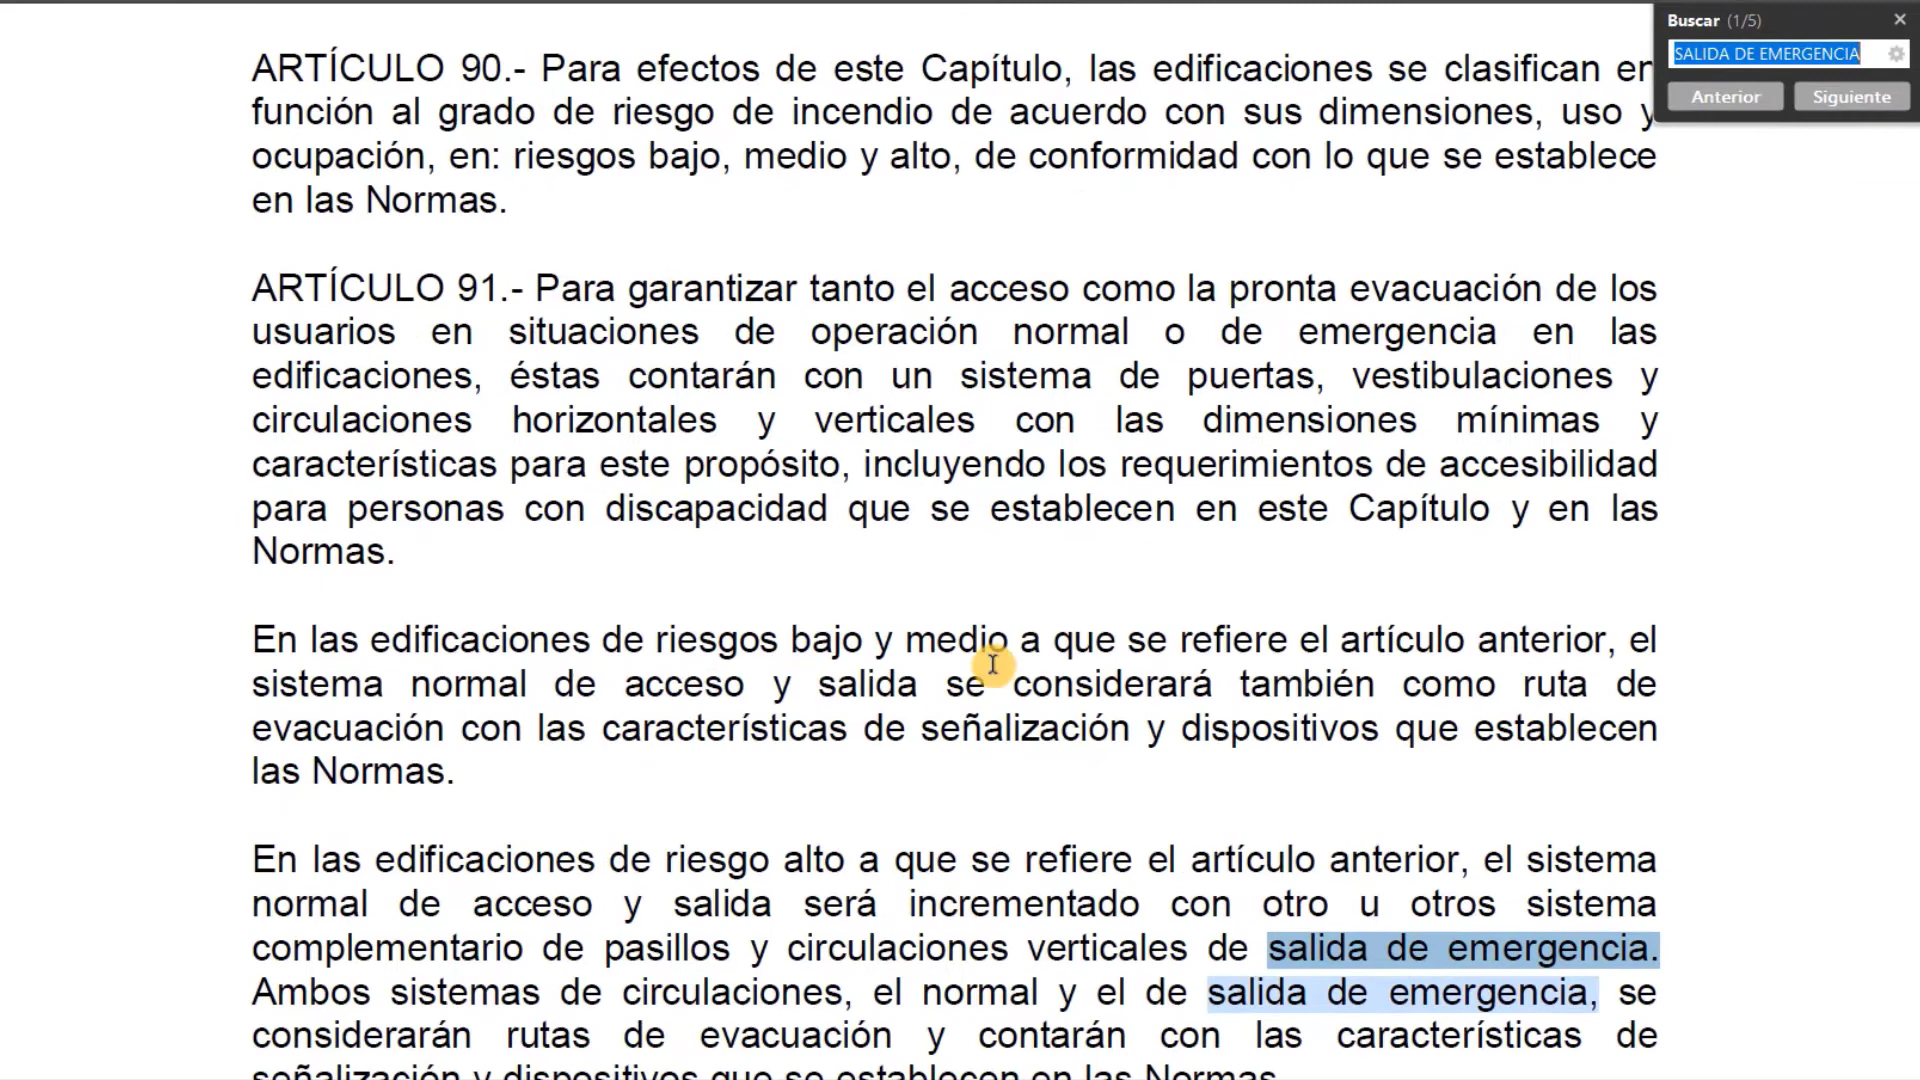 Buscar (1/5)
SALIDA DE EMERGENCIA
Anterior Siguiente
ARTÍCULO 90.- Para efectos de este Capítulo, las edificaciones se clasifican en
función al grado de riesgo de incendio de acuerdo con sus dimensiones, uso y
ocupación, en: riesgos bajo, medio y alto, de conformidad con lo que se establece
en las Normas.
ARTÍCULO 91.- Para garantizar tanto el acceso como la pronta evacuación de los
usuarios en situaciones de operación normal o de emergencia en las
edificaciones, éstas contarán con un sistema de puertas, vestibulaciones y
circulaciones horizontales y verticales con las dimensiones mínimas y
características para este propósito, incluyendo los requerimientos de accesibilidad
para personas con discapacidad que se establecen en este Capítulo y en las
Normas.
En las edificaciones de riesgos bajo y medio a que se refiere el artículo anterior, el
sistema normal de acceso y salida se considerará también como ruta de
evacuación con las características de señalización y dispositivos que establecen
las Normas.
En las edificaciones de riesgo alto a que se refiere el artículo anterior, el sistema
normal de acceso y salida será incrementado con otro u otros sistema
complementario de pasillos y circulaciones verticales de salida de emergencia.
Ambos sistemas de circulaciones, el normal y el de salida de emergencia, se
considerarán rutas de evacuación y contarán con las características de
señalización y dispositivos que se establecen en las Normas.